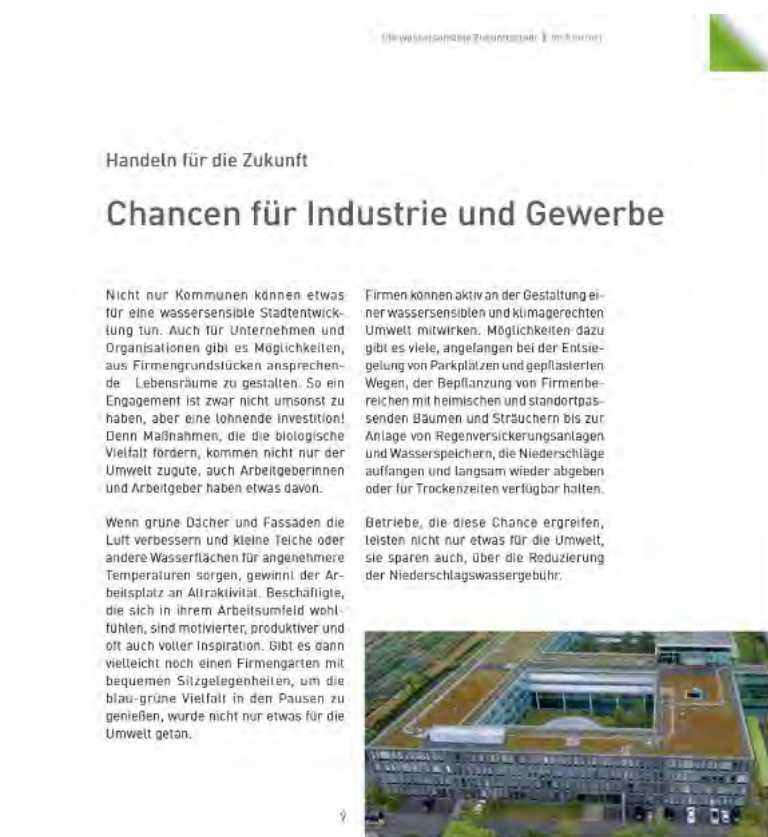 Die wassersensible Zukunftsstadt |
Handeln für die Zukunft
Chancen für Industrie und Gewerbe
Nicht nur Kommunen können etwas
für eine wassersensible Stadtentwick-
lung tun. Auch für Unternehmen und
Organisationen gibt es Möglichkeiten,
aus Firmengrundstücken ansprechen-
de Lebensräume zu gestalten. So ein
Engagement ist zwar nicht umsonst zu
haben, aber eine lohnende Investition!
Denn Maßnahmen, die die biologische
Vielfalt fördern, kommen nicht nur der
Umwelt zugute, auch Arbeitgeberinnen
und Arbeitgeber haben etwas davon.
Wenn grüne Dächer und Fassaden die
Luft verbessern und kleine Teiche oder
andere Wasserflächen für angenehmere
Temperaturen sorgen, gewinnt der Ar-
beitsplatz an Attraktivität. Beschäftigte,
die sich in ihrem Arbeitsumfeld wohl-
fühlen, sind motivierter, produktiver und
oft auch voller Inspiration. Gibt es dann
vielleicht noch einen Firmengarten mit
bequemen Sitzgelegenheiten, um die
blau-grüne Vielfalt in den Pausen zu
genießen, wurde nicht nur etwas für die
Umwelt getan.
Firmen können aktiv an der Gestaltung ei-
ner wassersensiblen und klimagerechten
Umwelt mitwirken. Möglichkeiten dazu
gibt es viele, angefangen bei der Entsie-
gelung von Parkplätzen und gepflasterten
Wegen, der Bepflanzung von Firmenbe-
reichen mit heimischen und standortpas-
senden Bäumen und Sträuchern bis zur
Anlage von Regenversickerungsanlagen
und Wasserspeichern, die Niederschläge
auffangen und langsam wieder abgeben
oder für Trockenzeiten verfügbar halten.
Betriebe, die diese Chance ergreifen,
leisten nicht nur etwas für die Umwelt,
sie sparen auch, über die Reduzierung
der Niederschlagswassergebühr.
9